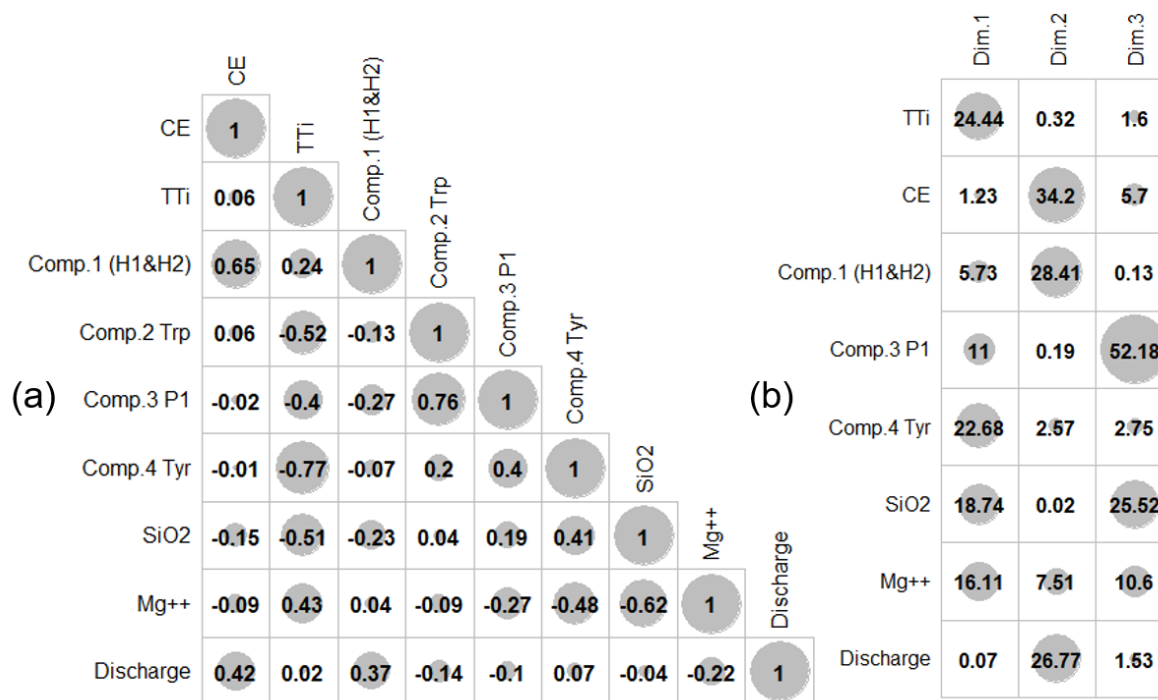 (a)
CE
TTi
Comp.1 (H1&H2)
Comp.2 Trp
Comp.3 P1
Comp.4 Tyr
SiO2
Mg++
Discharge
CE 1
TTi 0.06 1
Comp.1 (H1&H2) 0.65 0.24 1
Comp.2 Trp 0.06 -0.52 -0.13 1
Comp.3 P1 -0.02 -0.4 -0.27 0.76 1
Comp.4 Tyr -0.01 -0.77 -0.07 0.2 0.4 1
SiO2 -0.15 -0.51 -0.23 0.04 0.19 0.41 1
Mg++ -0.09 0.43 0.04 -0.09 -0.27 -0.48 -0.62 1
Discharge 0.42 0.02 0.37 -0.14 -0.1 0.07 -0.04 -0.22 1
(b)
Dim.1 Dim.2 Dim.3
TTi 24.44 0.32 1.6
CE 1.23 34.2 5.7
Comp.1 (H1&H2) 5.73 28.41 0.13
Comp.3 P1 11 0.19 52.18
Comp.4 Tyr 22.68 2.57 2.75
SiO2 18.74 0.02 25.52
Mg++ 16.11 7.51 10.6
Discharge 0.07 26.77 1.53